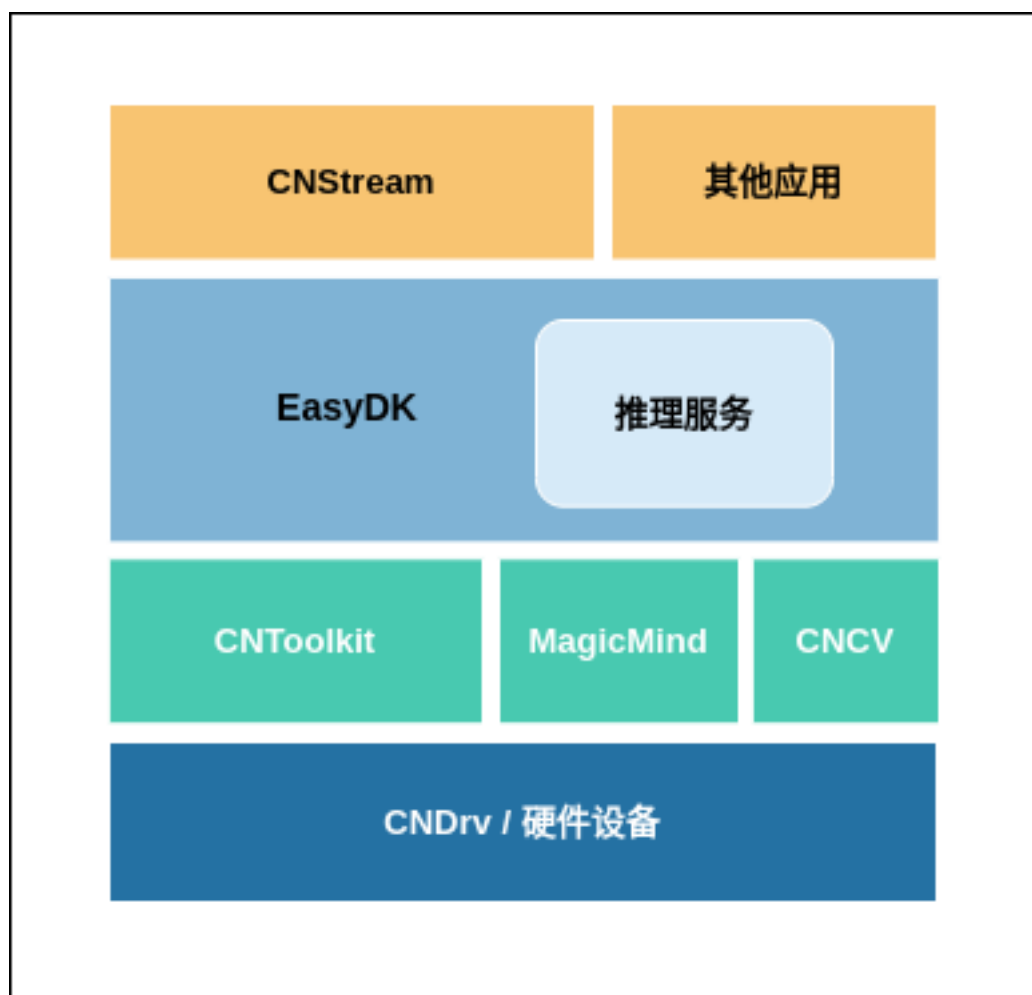 CNStream
其他应用
EasyDK
推理服务
CNToolkit
MagicMind
CNCV
CNDrv / 硬件设备